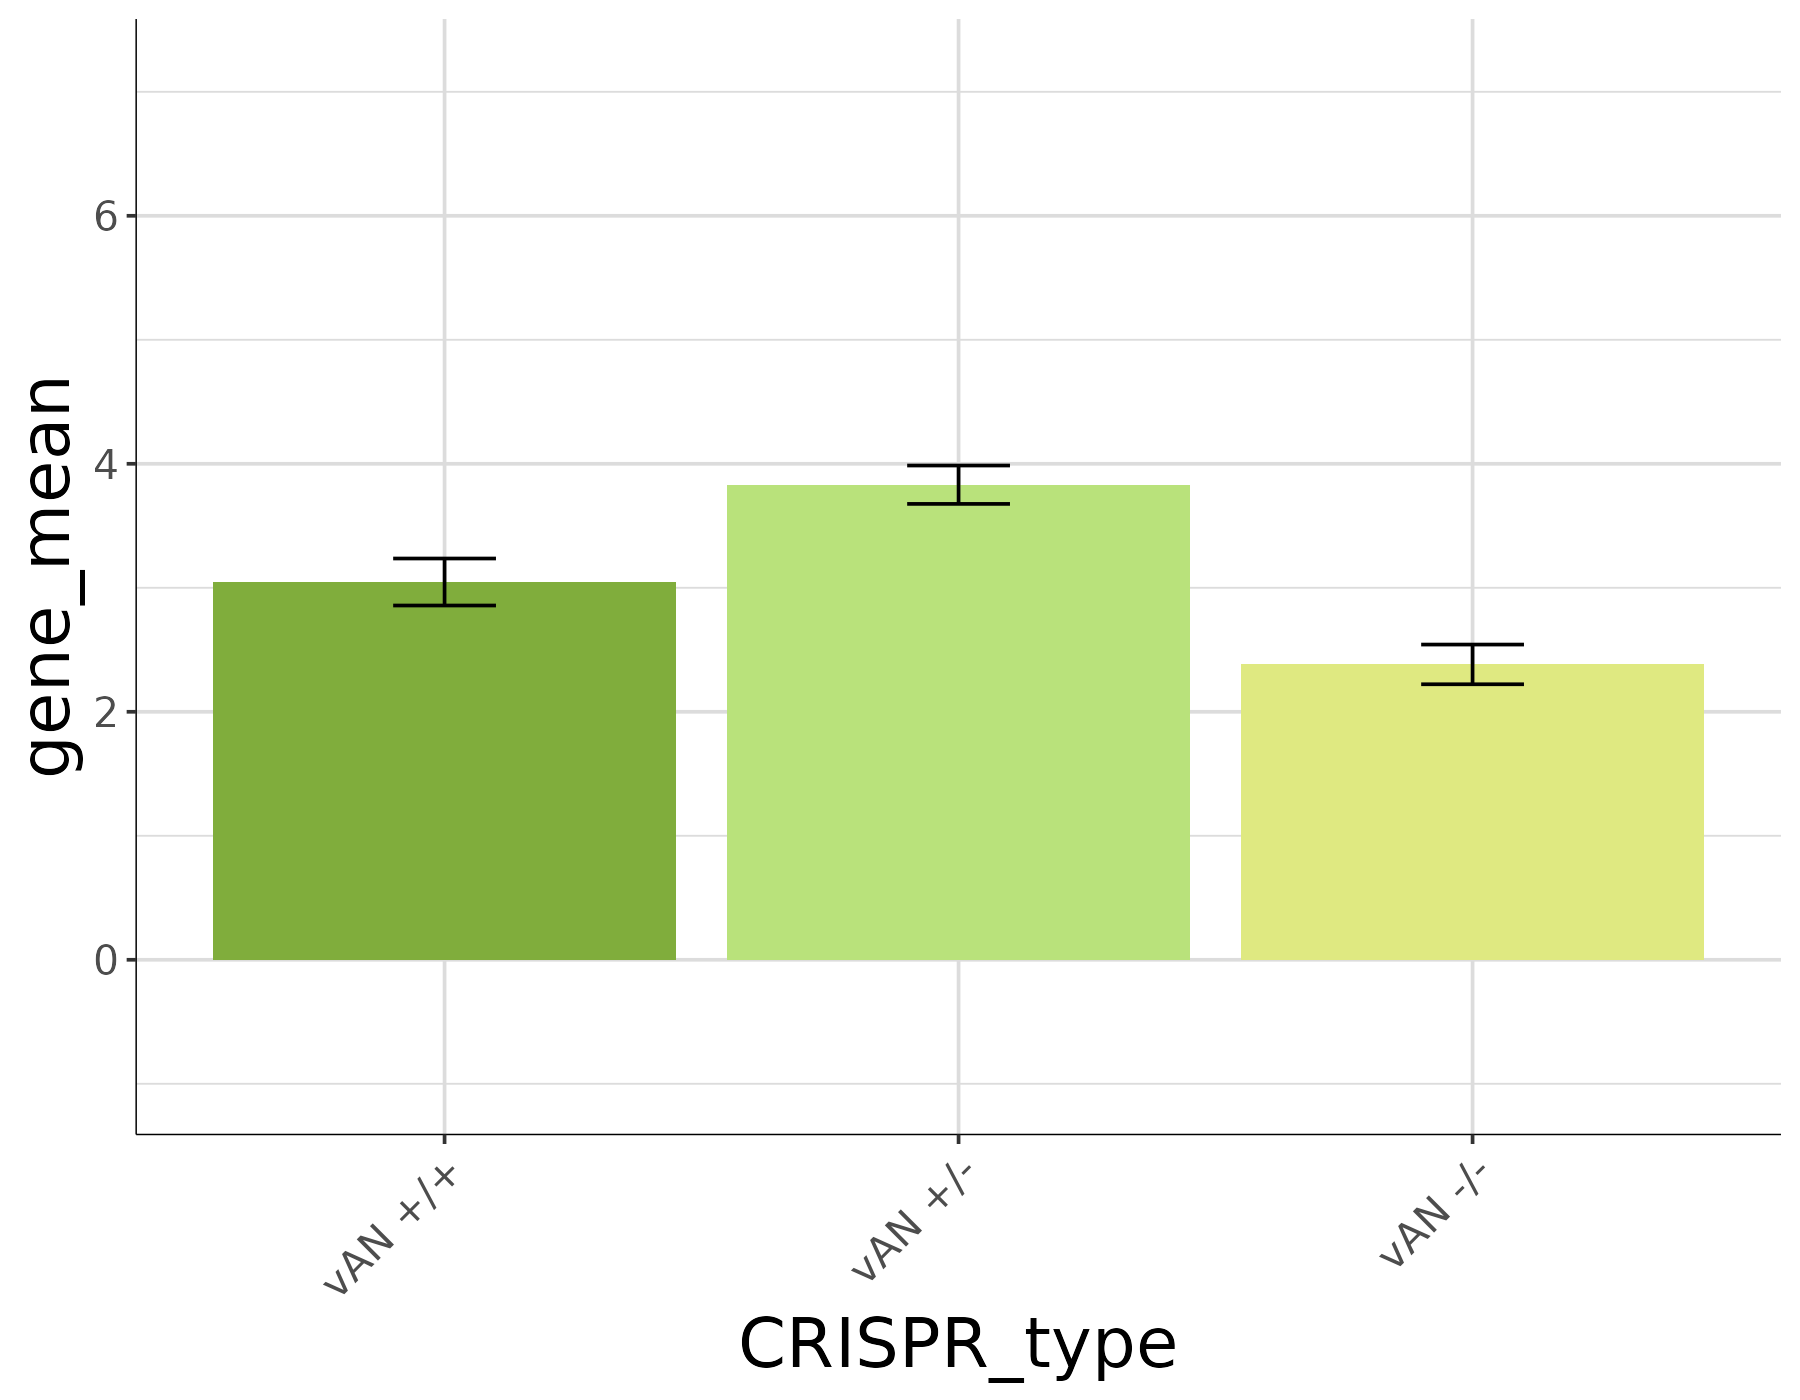 gene_mean
6
4
2
0
vAN +/+
vAN +/-
vAN -/-
CRISPR_type